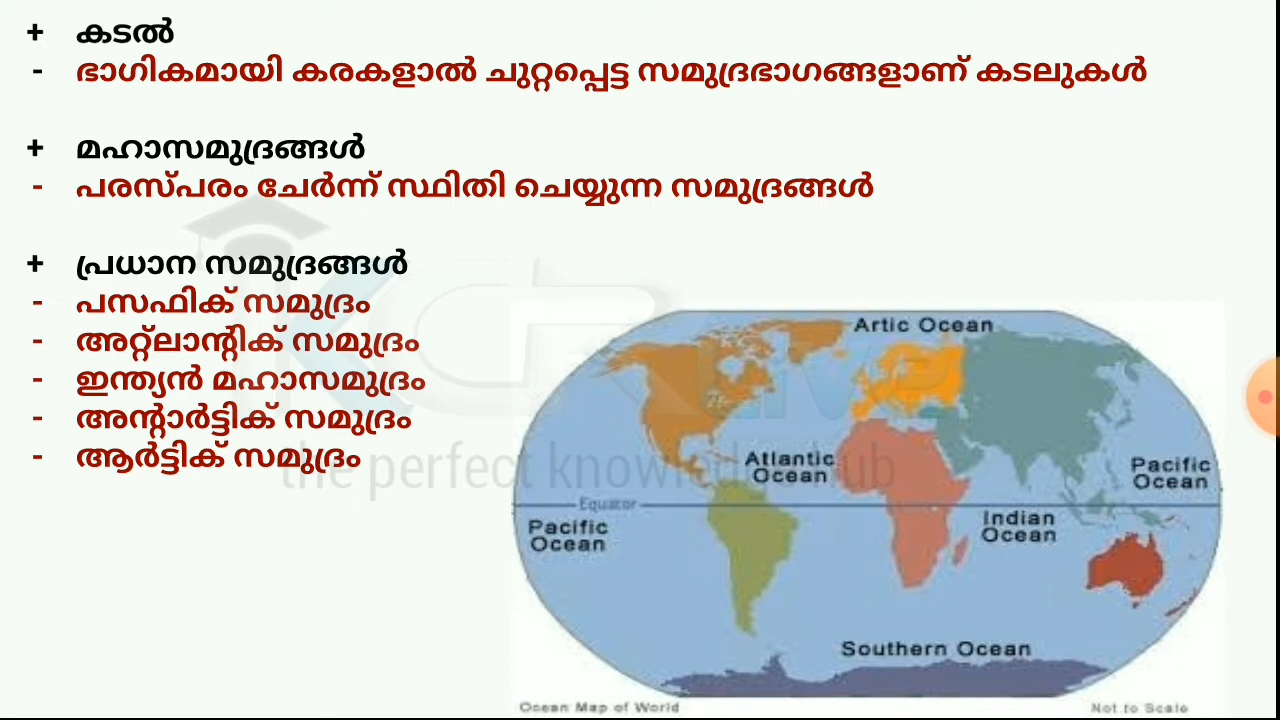 + കടൽ
- ഭാഗികമായി കരകളാൽ ചുറ്റപ്പെട്ട സമുദ്രഭാഗങ്ങളാണ് കടലുകൾ
+ മഹാസമുദ്രങ്ങൾ
- പരസ്പരം ചേർന്ന് സ്ഥിതി ചെയ്യുന്ന സമുദ്രങ്ങൾ
+ പ്രധാന സമുദ്രങ്ങൾ
- പസഫിക് സമുദ്രം
- അറ്റ്ലാന്റിക് സമുദ്രം
- ഇന്ത്യൻ മഹാസമുദ്രം
- അന്റാർട്ടിക് സമുദ്രം
- ആർട്ടിക് സമുദ്രം
KCR Live
the perfect knowledge hub
Artic Ocean
Atlantic
Ocean
Pacific
Ocean
Equator
Pacific
Ocean
Indian
Ocean
Southern Ocean
Ocean Map of World
Not to Scale